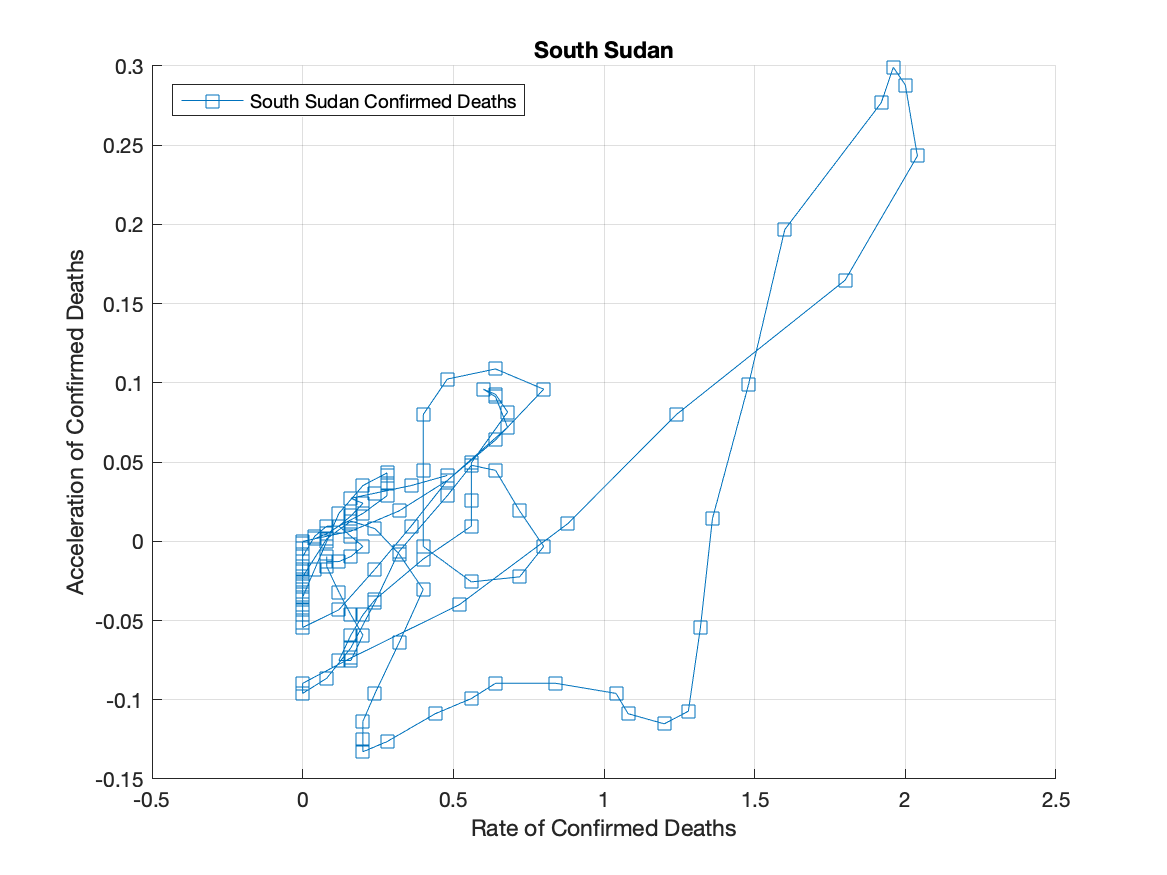 South Sudan
South Sudan Confirmed Deaths
Acceleration of Confirmed Deaths
0.3
0.25
0.2
0.15
0.1
0.05
0
-0.05
-0.1
-0.15
-0.5 0 0.5 1 1.5 2 2.5
Rate of Confirmed Deaths